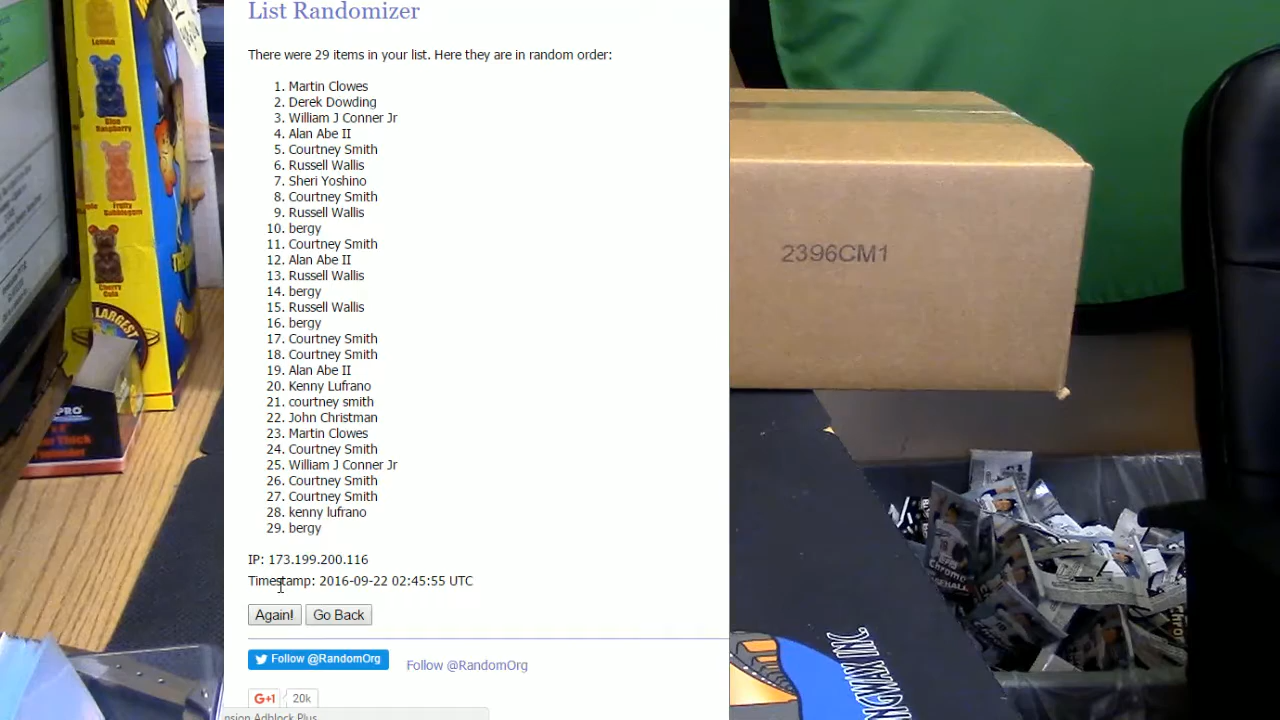 List Randomizer
There were 29 items in your list. Here they are in random order:
1. Martin Clowes
2. Derek Dowding
3. William J Conner Jr
4. Alan Abe II
5. Courtney Smith
6. Russell Wallis
7. Sheri Yoshino
8. Courtney Smith
9. Russell Wallis
10. bergy
11. Courtney Smith
12. Alan Abe II
13. Russell Wallis
14. bergy
15. Russell Wallis
16. bergy
17. Courtney Smith
18. Courtney Smith
19. Alan Abe II
20. Kenny Lufrano
21. courtney smith
22. John Christman
23. Martin Clowes
24. Courtney Smith
25. William J Conner Jr
26. Courtney Smith
27. Courtney Smith
28. kenny lufrano
29. bergy
IP: 173.199.200.116
Timestamp: 2016-09-22 02:45:55 UTC
Again! Go Back
Follow @RandomOrg Follow @RandomOrg
G+1 20k
nsion Adblock Plus
Lemon
Blue
Raspberry
Fruity
Bubblegum
Cherry
Cola
LARGEST
PRO
2396CM1
Chrome